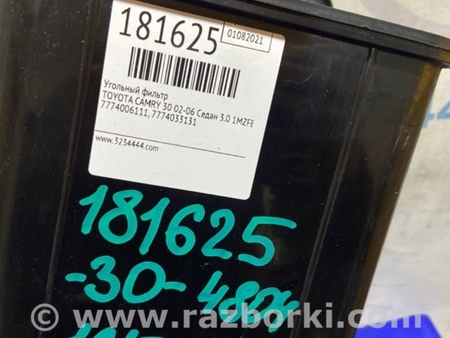 181625
01082021
Угольный фильтр
TOYOTA CAMRY 30 02-06 Седан 3.0 1MZFE
7774006111, 7774033131
www.3234444.com
181625
-30-
www.razborki.com